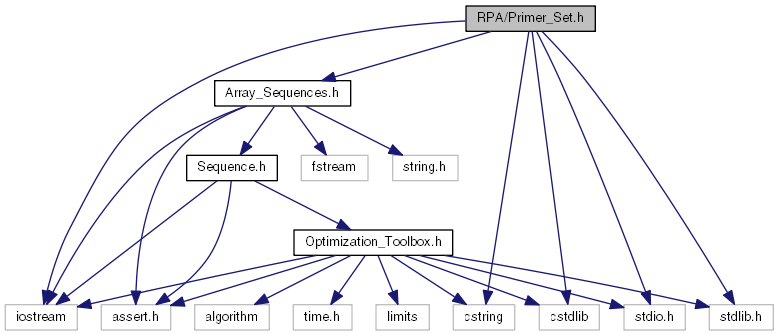 RPA/Primer_Set.h
Array_Sequences.h
Sequence.h
fstream
string.h
Optimization_Toolbox.h
iostream
assert.h
algorithm
time.h
limits
cstring
cstdlib
stdio.h
stdlib.h